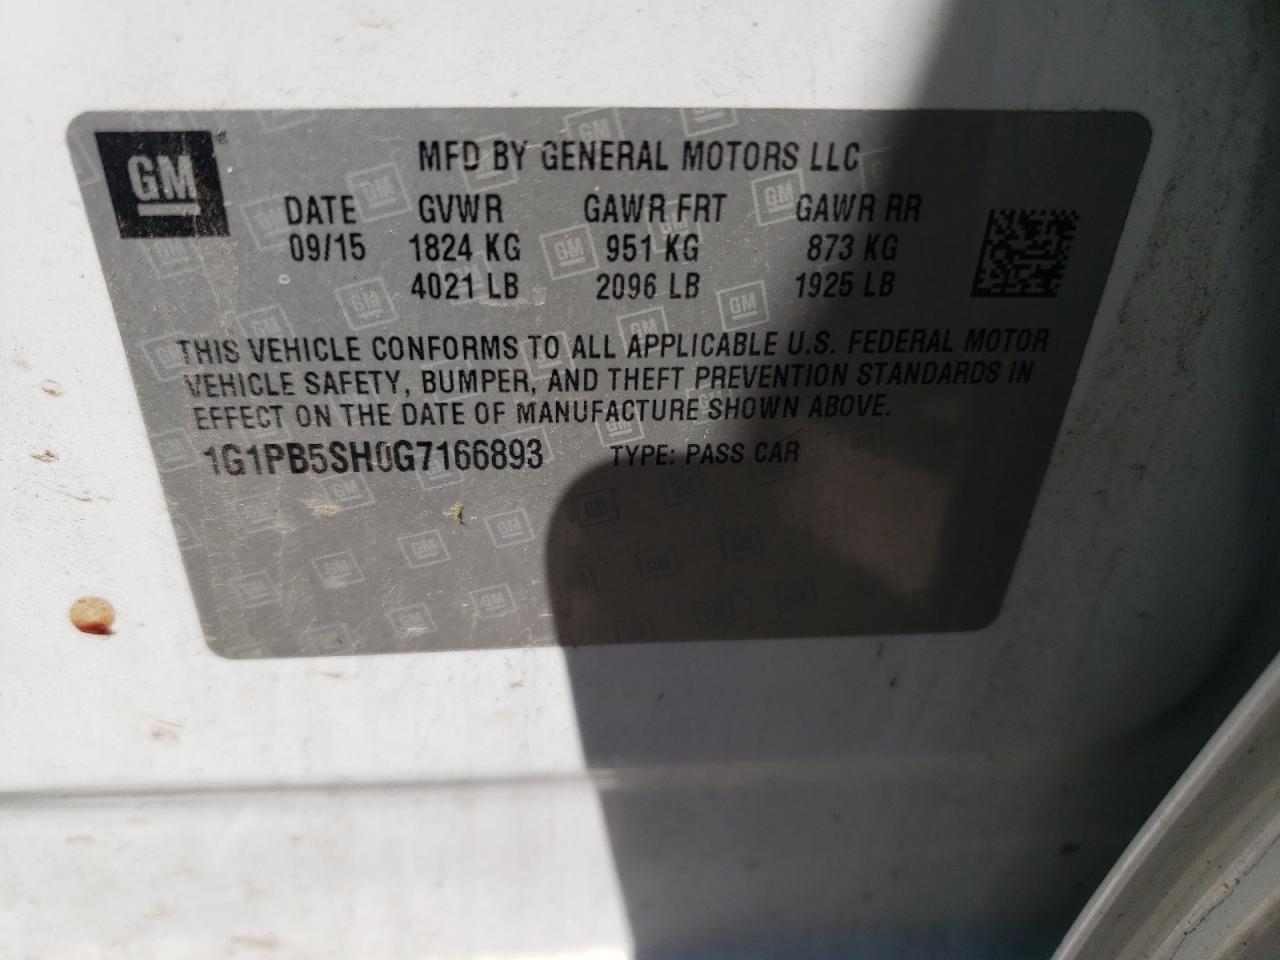 GM
MFD BY GENERAL MOTORS LLC
DATE GVWR GAWR FRT GAWR RR
09/15 1824 KG 951 KG 873 KG
4021 LB 2096 LB 1925 LB
THIS VEHICLE CONFORMS TO ALL APPLICABLE U.S. FEDERAL MOTOR
VEHICLE SAFETY, BUMPER, AND THEFT PREVENTION STANDARDS IN
EFFECT ON THE DATE OF MANUFACTURE SHOWN ABOVE.
1G1PB5SH0G7166893 TYPE: PASS CAR